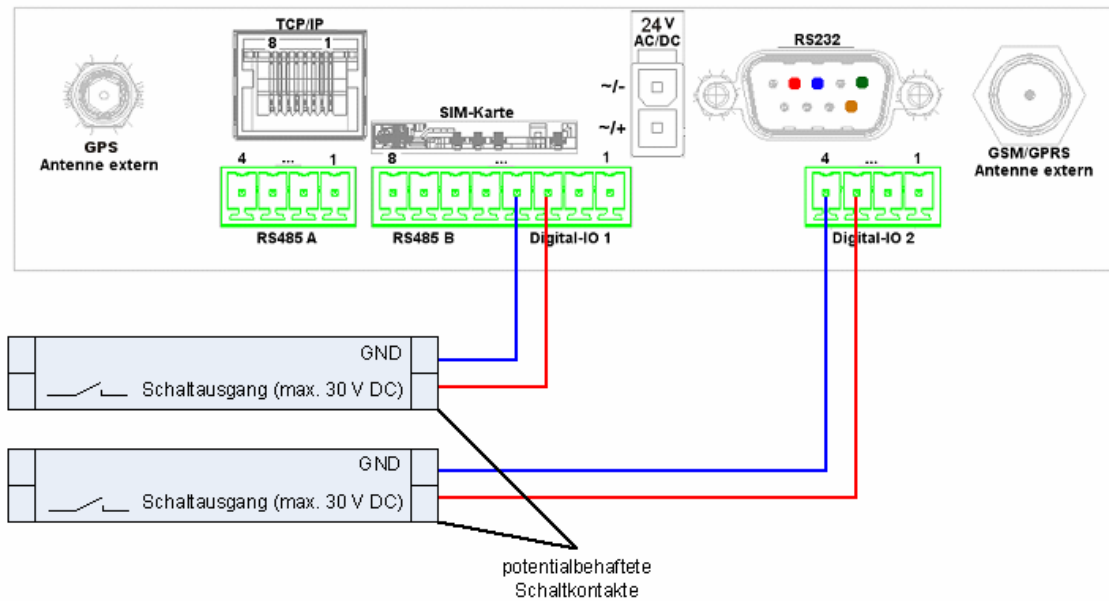 TCP/IP
8 1
24 V
AC/DC
~/-
~/+
RS232
GPS
Antenne extern
SIM-Karte
GSM/GPRS
Antenne extern
4 ... 1
8 ... 1
4 ... 1
RS485 A
RS485 B
Digital-IO 1
Digital-IO 2
GND
Schaltausgang (max. 30 V DC)
GND
Schaltausgang (max. 30 V DC)
potentialbehaftete
Schaltkontakte